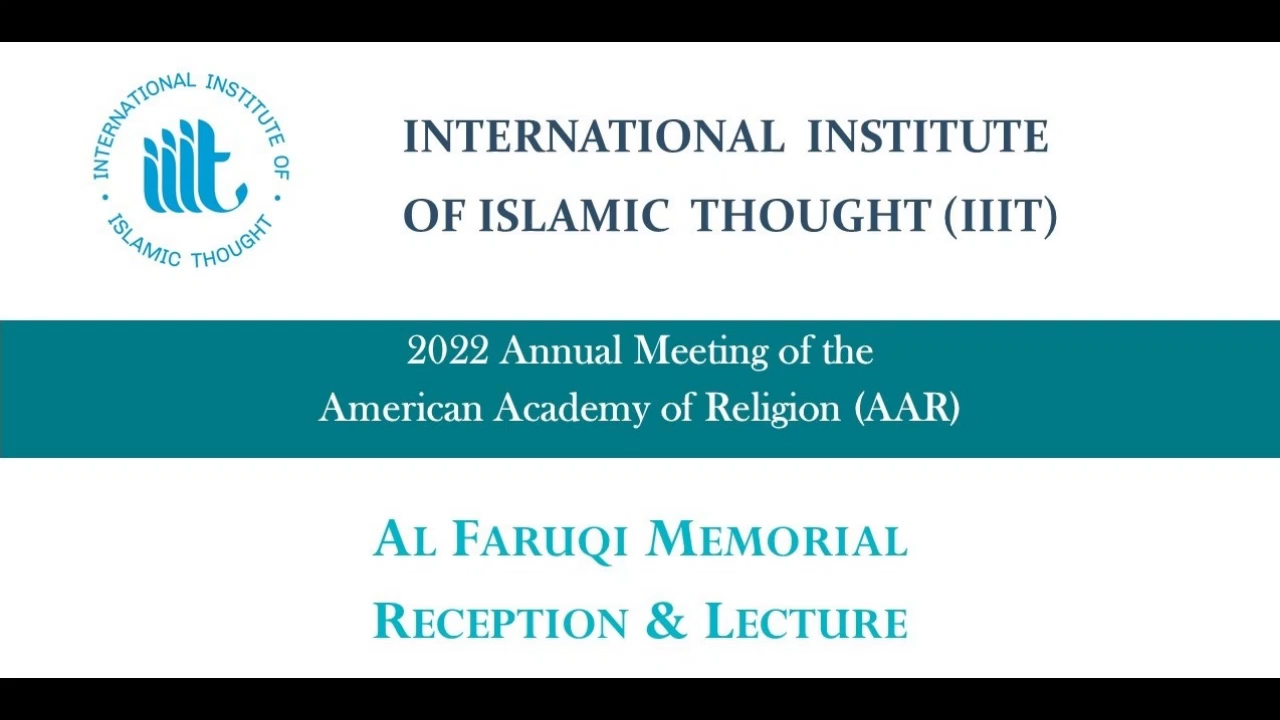 INTERNATIONAL INSTITUTE OF
ISLAMIC THOUGHT
iiit
INTERNATIONAL INSTITUTE
OF ISLAMIC THOUGHT (IIIT)
2022 Annual Meeting of the
American Academy of Religion (AAR)
AL FARUQI MEMORIAL
RECEPTION & LECTURE